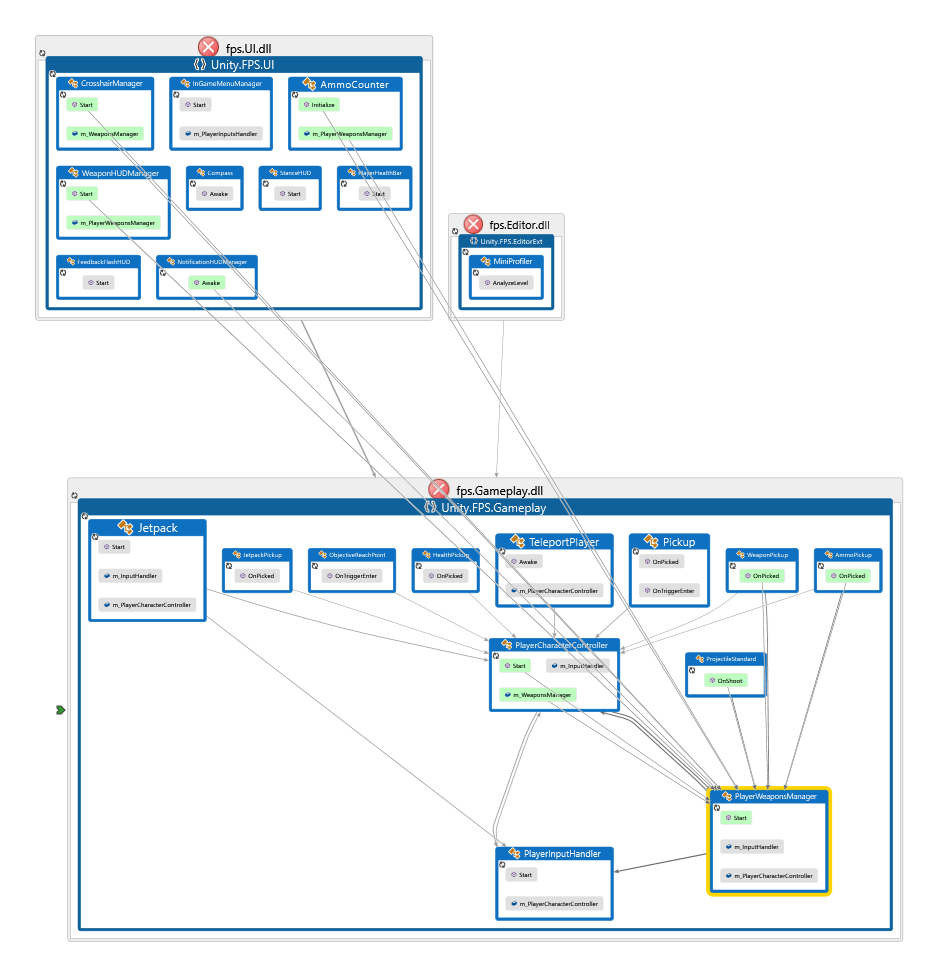 fps.UI.dll
Unity.FPS.UI
CrosshairManager
Start
m_WeaponsManager
InGameMenuManager
Start
m_PlayerInputsHandler
AmmoCounter
Initialize
m_PlayerWeaponsManager
WeaponHUDManager
Start
m_PlayerWeaponsManager
Compass
Awake
StanceHUD
Start
PlayerHealthBar
Start
FeedbackFlashHUD
Start
NotificationHUDManager
Awake
fps.Editor.dll
Unity.FPS.EditorExt
MiniProfiler
AnalyzeLevel
fps.Gameplay.dll
Unity.FPS.Gameplay
Jetpack
Start
m_InputHandler
m_PlayerCharacterController
JetpackPickup
OnPicked
ObjectiveReachPoint
OnTriggerEnter
HealthPickup
OnPicked
TeleportPlayer
Awake
m_PlayerCharacterController
Pickup
OnPicked
OnTriggerEnter
WeaponPickup
OnPicked
AmmoPickup
OnPicked
PlayerCharacterController
Start
m_InputHandler
m_WeaponsManager
ProjectileStandard
OnShoot
PlayerWeaponsManager
Start
m_InputHandler
m_PlayerCharacterController
PlayerInputHandler
Start
m_PlayerCharacterController